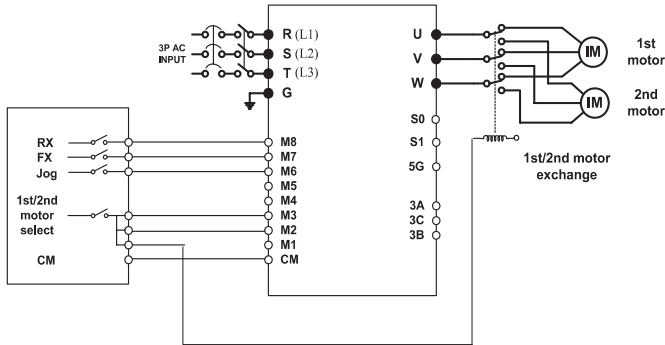 3P AC
INPUT
R (L1)
S (L2)
T (L3)
G
U
V
W
IM
1st
motor
IM
2nd
motor
S0
S1
5G
1st/2nd motor
exchange
3A
3C
3B
RX
FX
Jog
1st/2nd
motor
select
CM
M8
M7
M6
M5
M4
M3
M2
M1
CM